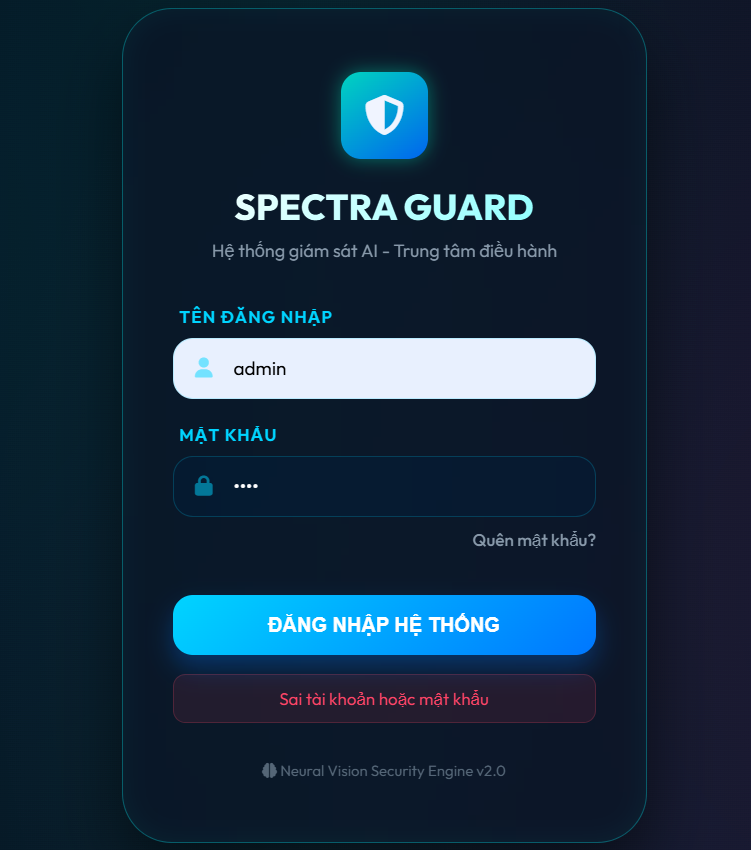 SPECTRA GUARD
Hệ thống giám sát AI - Trung tâm điều hành
TÊN ĐĂNG NHẬP
admin
MẬT KHẨU
••••
Quên mật khẩu?
ĐĂNG NHẬP HỆ THỐNG
Sai tài khoản hoặc mật khẩu
Neural Vision Security Engine v2.0